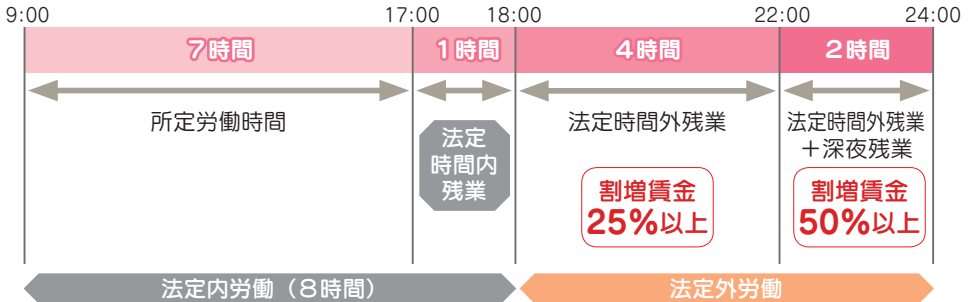 9:00 17:00 18:00 22:00 24:00
7時間 1時間 4時間 2時間
所定労働時間
法定
時間内
残業
法定時間外残業
割増賃金
25%以上
法定時間外残業
＋深夜残業
割増賃金
50%以上
法定内労働（8時間） 法定外労働